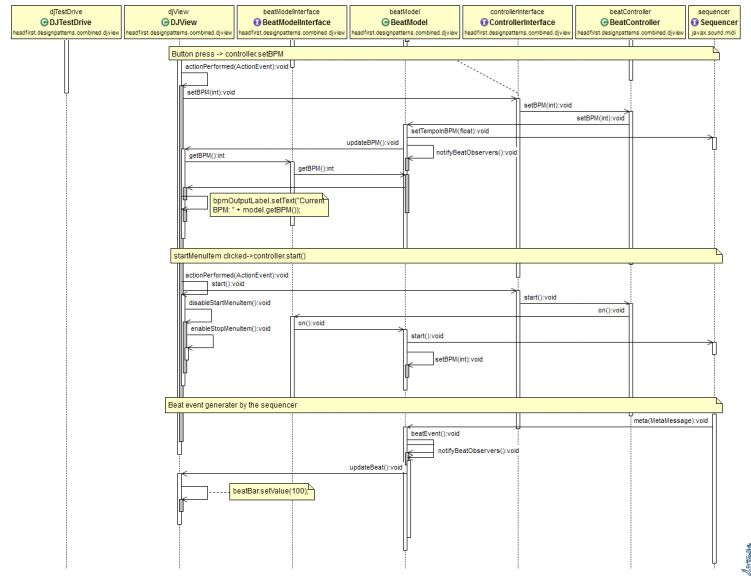 djTestDrive
DJTestDrive
headfirst.designpatterns.combined.djview
djView
DJView
headfirst.designpatterns.combined.djview
beatModelInterface
BeatModelInterface
headfirst.designpatterns.combined.djview
beatModel
BeatModel
headfirst.designpatterns.combined.djview
controllerInterface
ControllerInterface
headfirst.designpatterns.combined.djview
beatController
BeatController
headfirst.designpatterns.combined.djview
sequencer
Sequencer
javax.sound.midi
Button press -> controller.setBPM
actionPerformed(ActionEvent):void
setBPM(int):void
setBPM(int):void
setBPM(int):void
setTempoInBPM(float):void
updateBPM():void
notifyBeatObservers():void
getBPM():int
getBPM():int
bpmOutputLabel.setText("Current
BPM: " + model.getBPM());
startMenuItem clicked->controller.start()
actionPerformed(ActionEvent):void
start():void
start():void
disableStartMenuItem():void
on():void
on():void
enableStopMenuItem():void
start():void
setBPM(int):void
Beat event generater by the sequencer
meta(MetaMessage):void
beatEvent():void
notifyBeatObservers():void
updateBeat():void
beatBar.setValue(100);